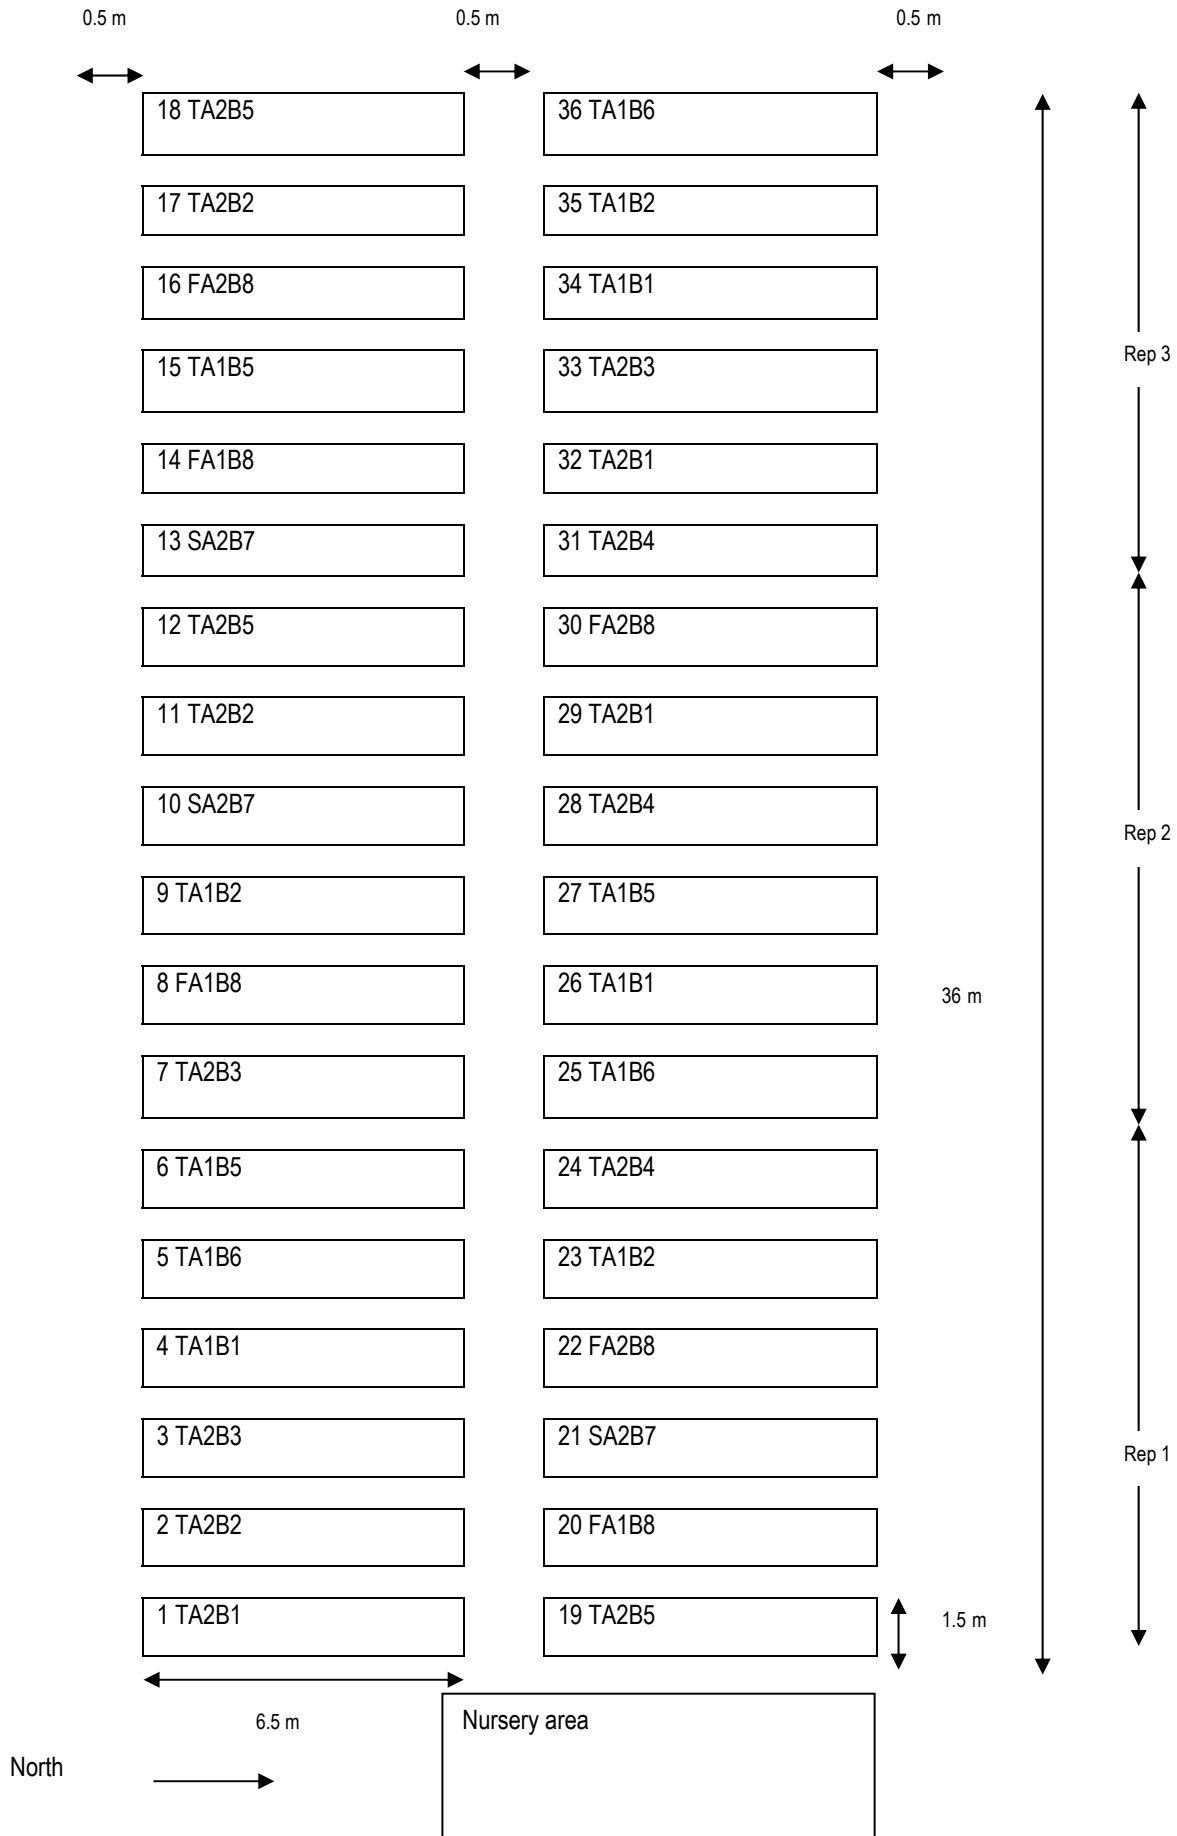 0.5 m 0.5 m 0.5 m
18 TA2B5 36 TA1B6
17 TA2B2 35 TA1B2
16 FA2B8 34 TA1B1
Rep 3
15 TA1B5 33 TA2B3
14 FA1B8 32 TA2B1
13 SA2B7 31 TA2B4
12 TA2B5 30 FA2B8
11 TA2B2 29 TA2B1
10 SA2B7 28 TA2B4
Rep 2
9 TA1B2 27 TA1B5
8 FA1B8 26 TA1B1
36 m
7 TA2B3 25 TA1B6
6 TA1B5 24 TA2B4
5 TA1B6 23 TA1B2
4 TA1B1 22 FA2B8
3 TA2B3 21 SA2B7
Rep 1
2 TA2B2 20 FA1B8
1 TA2B1 19 TA2B5
1.5 m
6.5 m Nursery area
North